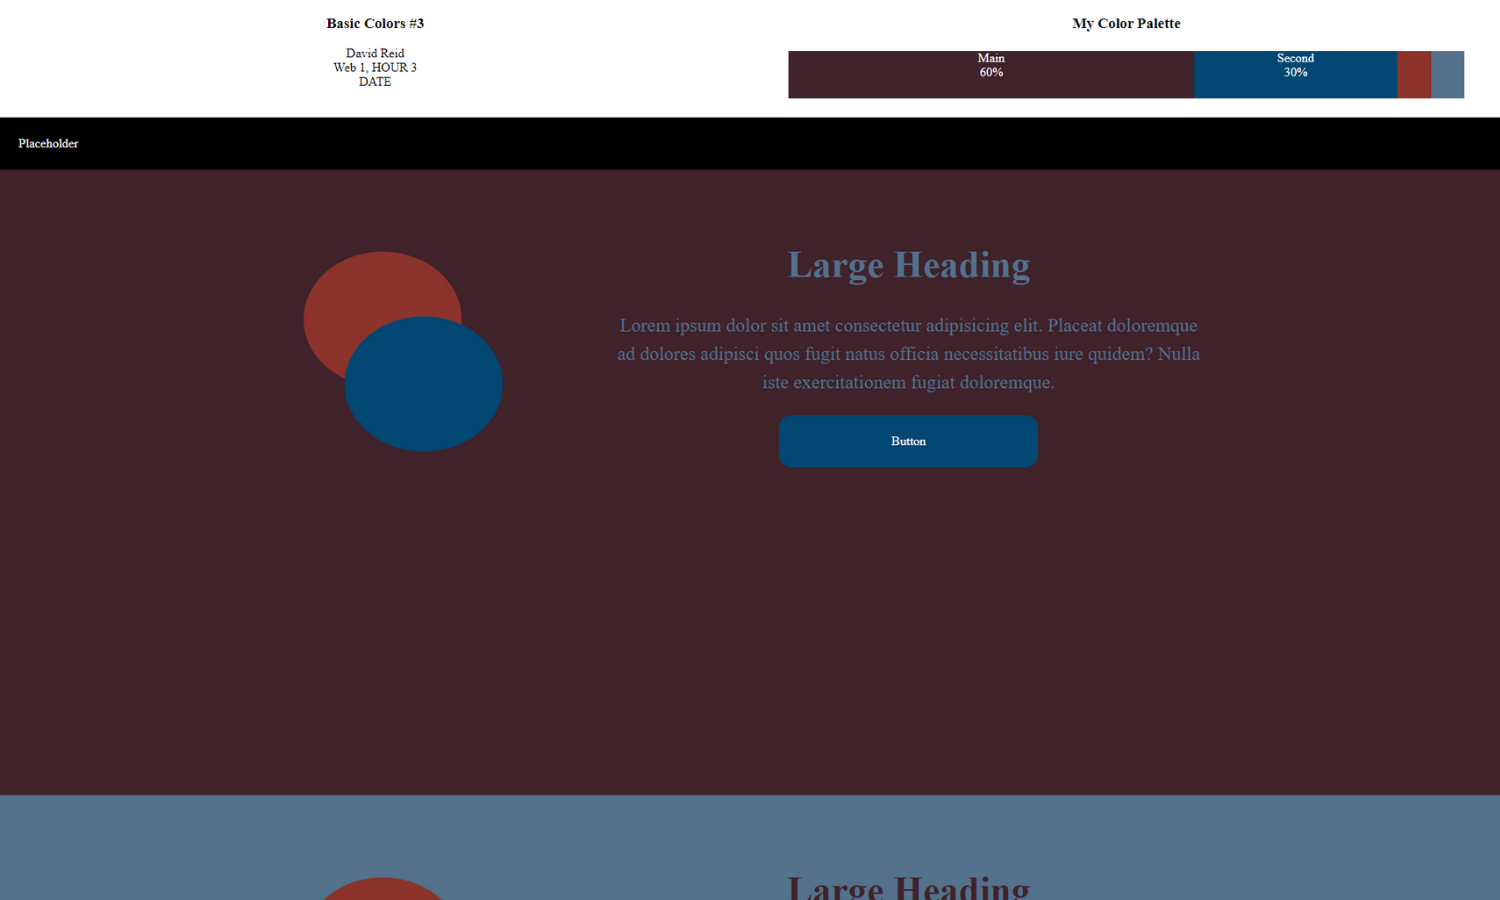 Basic Colors #3
David Reid
Web 1, HOUR 3
DATE
My Color Palette
Main
60%
Second
30%
Placeholder
Large Heading
Lorem ipsum dolor sit amet consectetur adipisicing elit. Placeat doloremque
ad dolores adipisci quos fugit natus officia necessitatibus iure quidem? Nulla
iste exercitationem fugiat doloremque.
Button
Large Heading